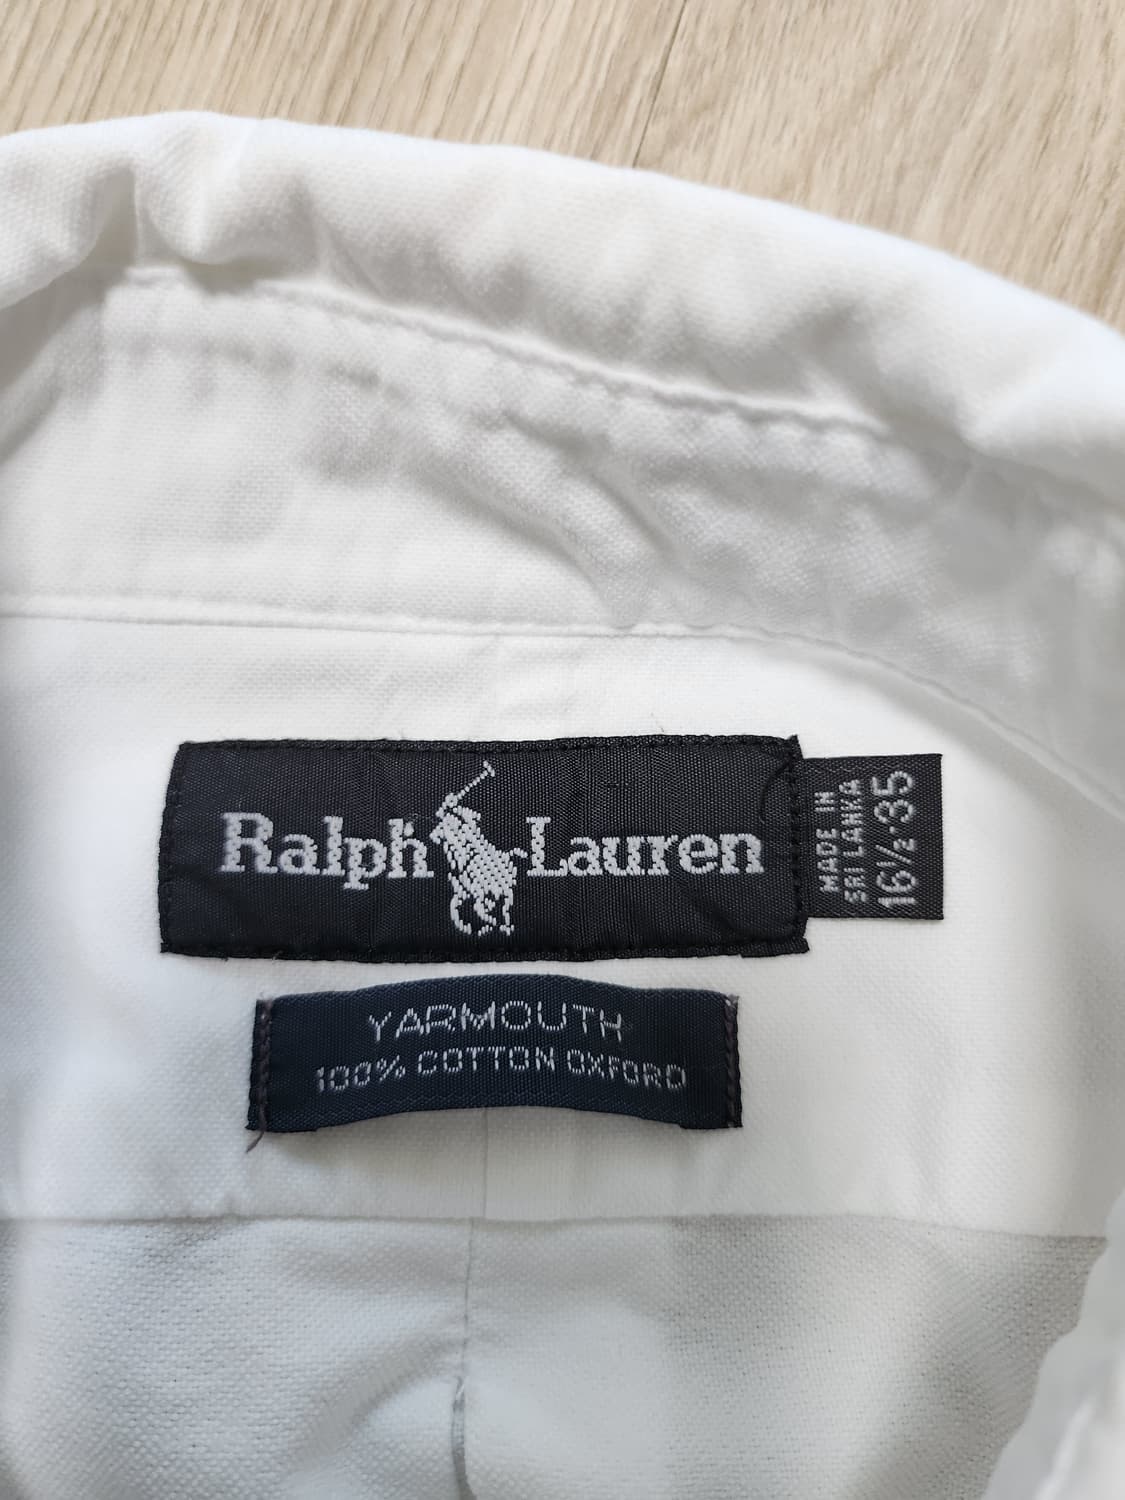 Ralph Lauren
MADE IN
SRI LANKA
16½-35
YARMOUTH
100% COTTON OXFORD